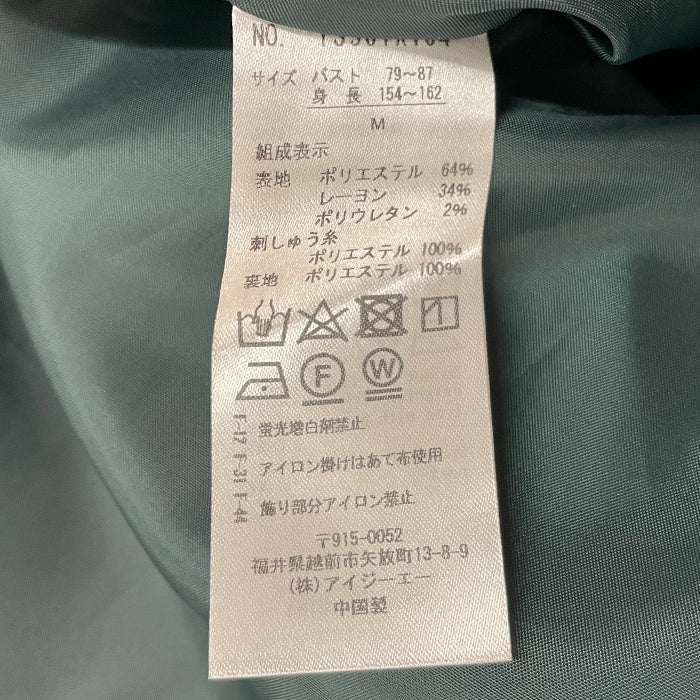 NO.
サイズ バスト 79~87
身長 154~162
M
組成表示
表地 ポリエステル 64%
レーヨン 34%
ポリウレタン 2%
刺しゅう糸
ポリエステル 100%
裏地 ポリエステル 100%
F
W
蛍光増白剤禁止
アイロン掛けはあて布使用
飾り部分アイロン禁止
F-12 F-31 F-44
〒915-0052
福井県越前市矢放町13-8-9
(株)アイジーエー
中国製